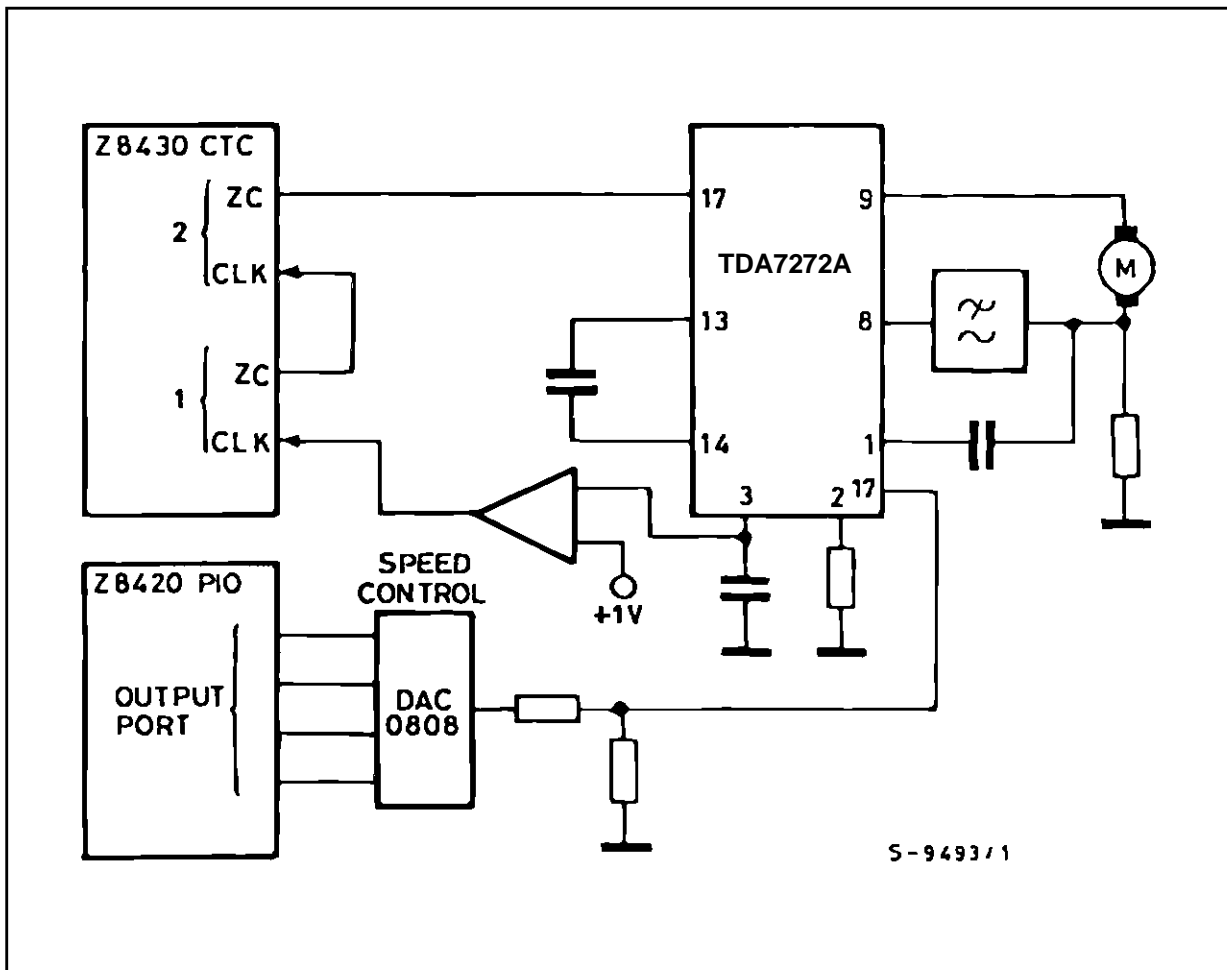 Z8430 CTC
ZC
2
CLK
ZC
1
CLK
17
9
TDA7272A
M
13
8
14
1
17
3
2
+1V
Z8420 PIO
SPEED
CONTROL
OUTPUT
PORT
DAC
0808
S-9493/1